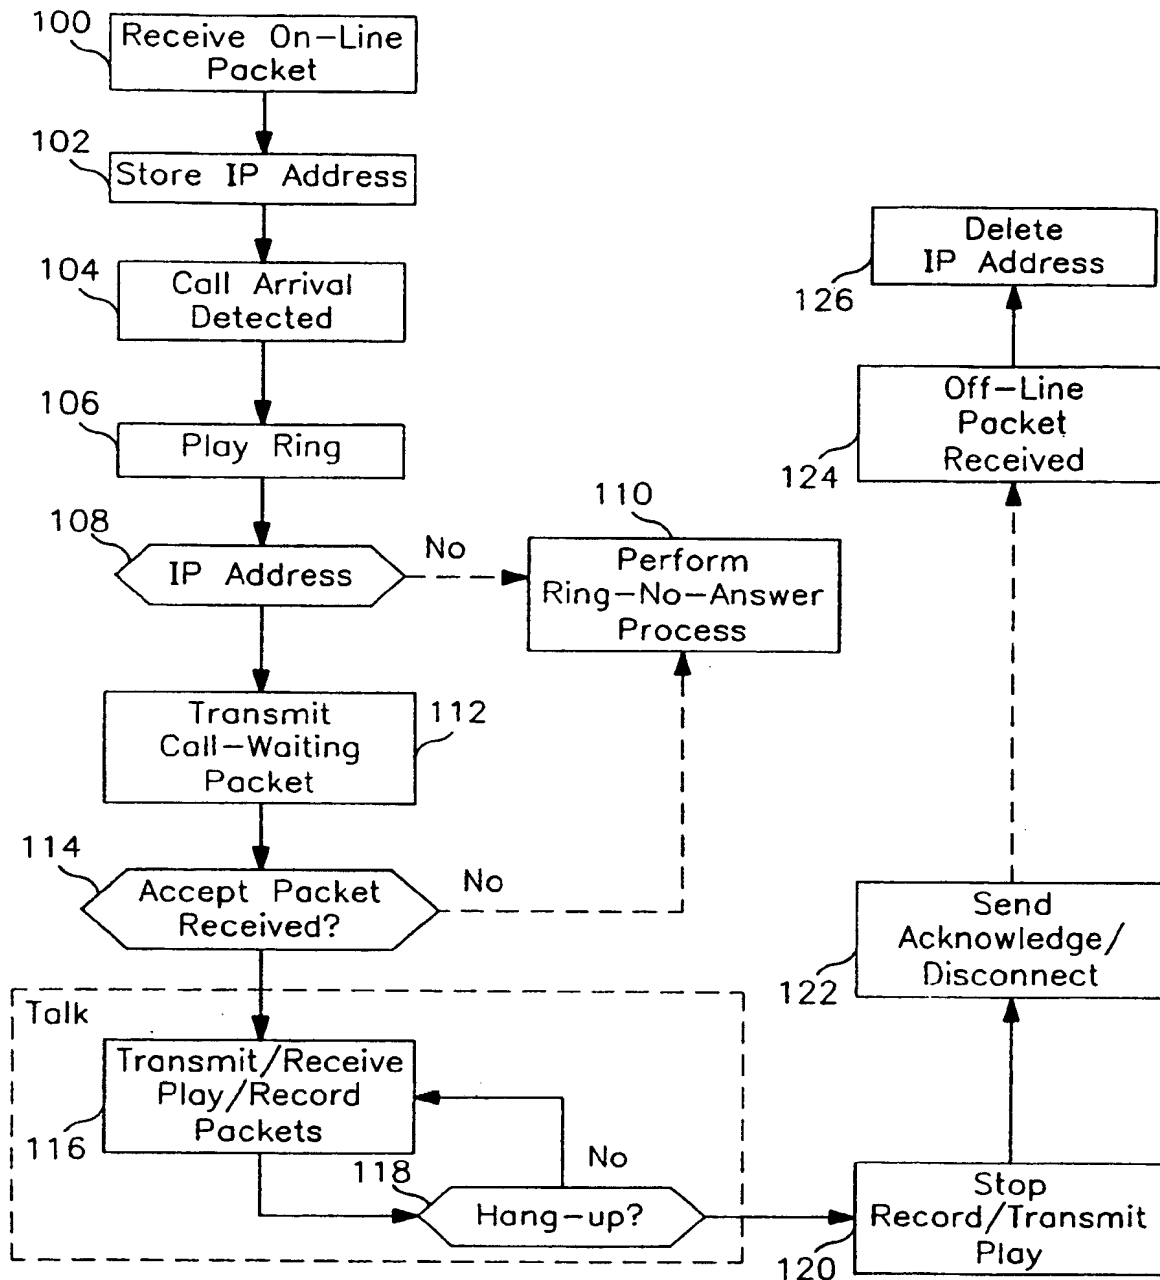 100
Receive On-Line
Packet
102
Store IP Address
104
Call Arrival
Detected
106
Play Ring
108
IP Address
No
110
Perform
Ring-No-Answer
Process
Transmit
Call-Waiting
Packet
112
114
Accept Packet
Received?
No
Talk
Transmit/Receive
Play/Record
Packets
116
118
Hang-up?
No
Stop
Record/Transmit
Play
120
Send
Acknowledge/
Disconnect
122
Off-Line
Packet
Received
124
Delete
IP Address
126